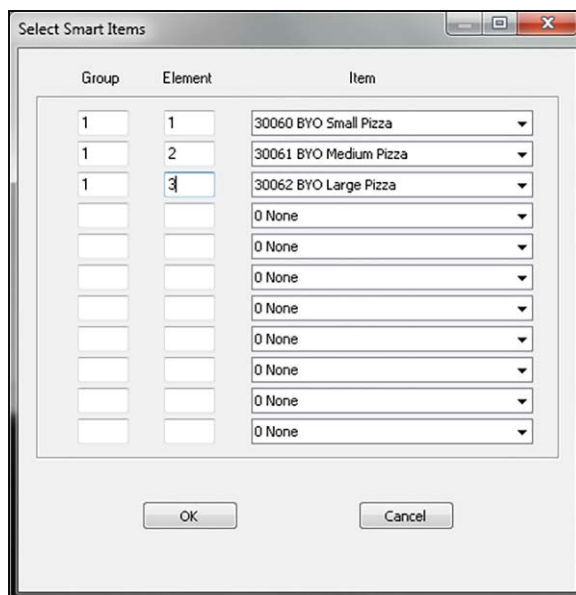 Select Smart Items
Group Element Item
1 1 30060 BYO Small Pizza
1 2 30061 BYO Medium Pizza
1 3 30062 BYO Large Pizza
0 None
0 None
0 None
0 None
0 None
0 None
0 None
0 None
OK Cancel